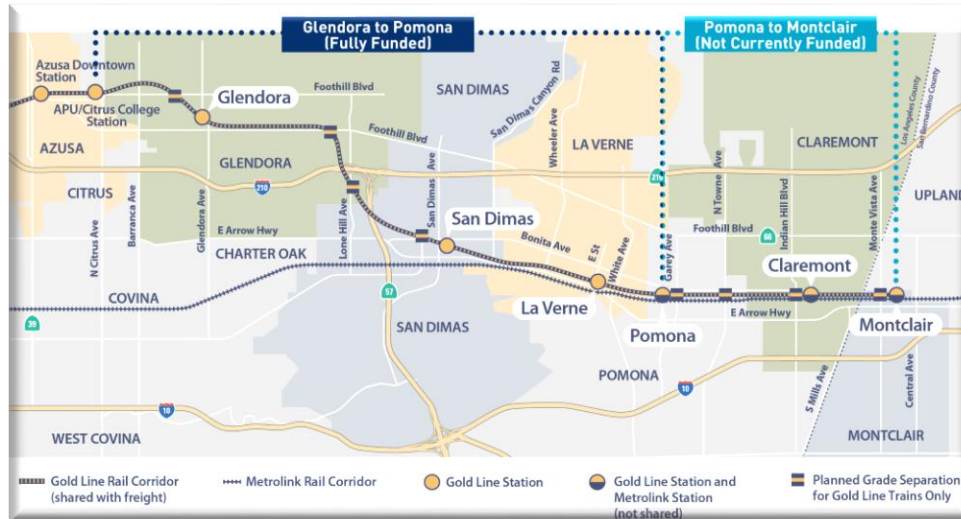 Glendora to Pomona
(Fully Funded)
Pomona to Montclair
(Not Currently Funded)
Azusa Downtown
Station
APU/Citrus College
Station
Glendora
Foothill Blvd
SAN DIMAS
San Dimas Canyon Rd
Wheeler Ave
LA VERNE
CLAREMONT
Los Angeles County
San Bernardino County
AZUSA
GLENDORA
Foothill Blvd
210
210
N Towne Ave
Indian Hill Blvd
Monte Vista Ave
UPLAND
CITRUS
N Citrus Ave
Barranca Ave
Glendora Ave
E Arrow Hwy
Lone Hill Ave
San Dimas Ave
San Dimas
Bonita Ave
E St
White Ave
Garey Ave
Foothill Blvd
66
CHARTER OAK
Claremont
COVINA
39
57
SAN DIMAS
La Verne
Pomona
E Arrow Hwy
Montclair
POMONA
10
10
S Mills Ave
Central Ave
WEST COVINA
MONTCLAIR
Gold Line Rail Corridor
(shared with freight)
Metrolink Rail Corridor
Gold Line Station
Gold Line Station and
Metrolink Station
(not shared)
Planned Grade Separation
for Gold Line Trains Only